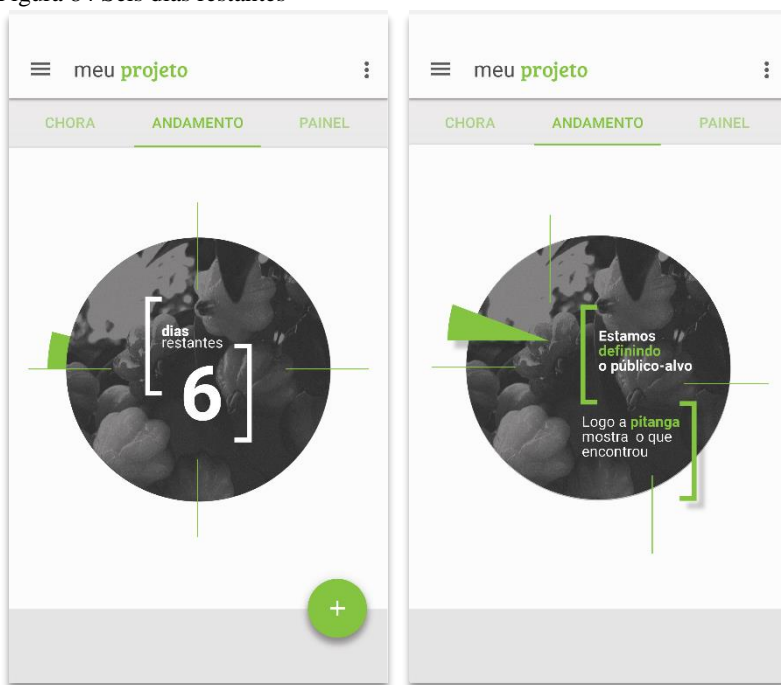 Figura 64 Seis dias restantes
meu projeto
CHORA ANDAMENTO PAINEL
dias
restantes
6
+
meu projeto
CHORA ANDAMENTO PAINEL
Estamos
definindo
o público-alvo
Logo a pitanga
mostra o que
encontrou